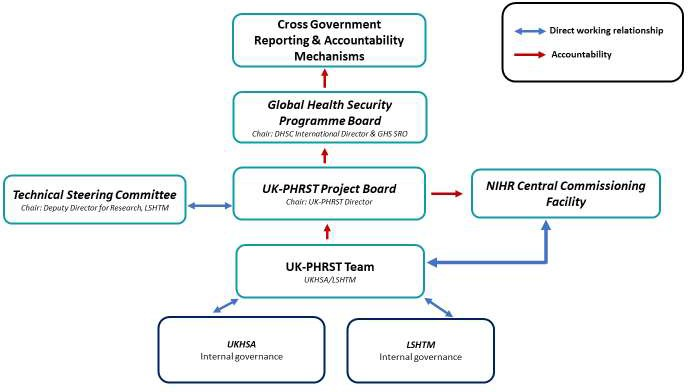 Cross Government
Reporting & Accountability
Mechanisms
Direct working relationship
Accountability
Global Health Security
Programme Board
Chair: DHSC International Director & GHS SRO
Technical Steering Committee
Chair: Deputy Director for Research, LSHTM
UK-PHRST Project Board
Chair: UK-PHRST Director
NIHR Central Commissioning
Facility
UK-PHRST Team
UKHSA/LSHTM
UKHSA
Internal governance
LSHTM
Internal governance